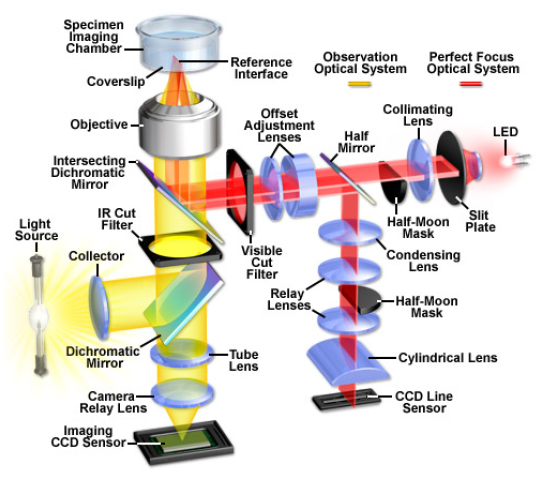 Specimen
Imaging
Chamber
Coverslip
Reference
Interface
Observation
Optical System
Perfect Focus
Optical System
Objective
Offset
Adjustment
Lenses
Half
Mirror
Collimating
Lens
LED
Intersecting
Dichromatic
Mirror
IR Cut
Filter
Visible
Cut
Filter
Half-Moon
Mask
Slit
Plate
Light
Source
Collector
Condensing
Lens
Relay
Lenses
Half-Moon
Mask
Dichromatic
Mirror
Tube
Lens
Cylindrical Lens
Camera
Relay Lens
CCD Line
Sensor
Imaging
CCD Sensor